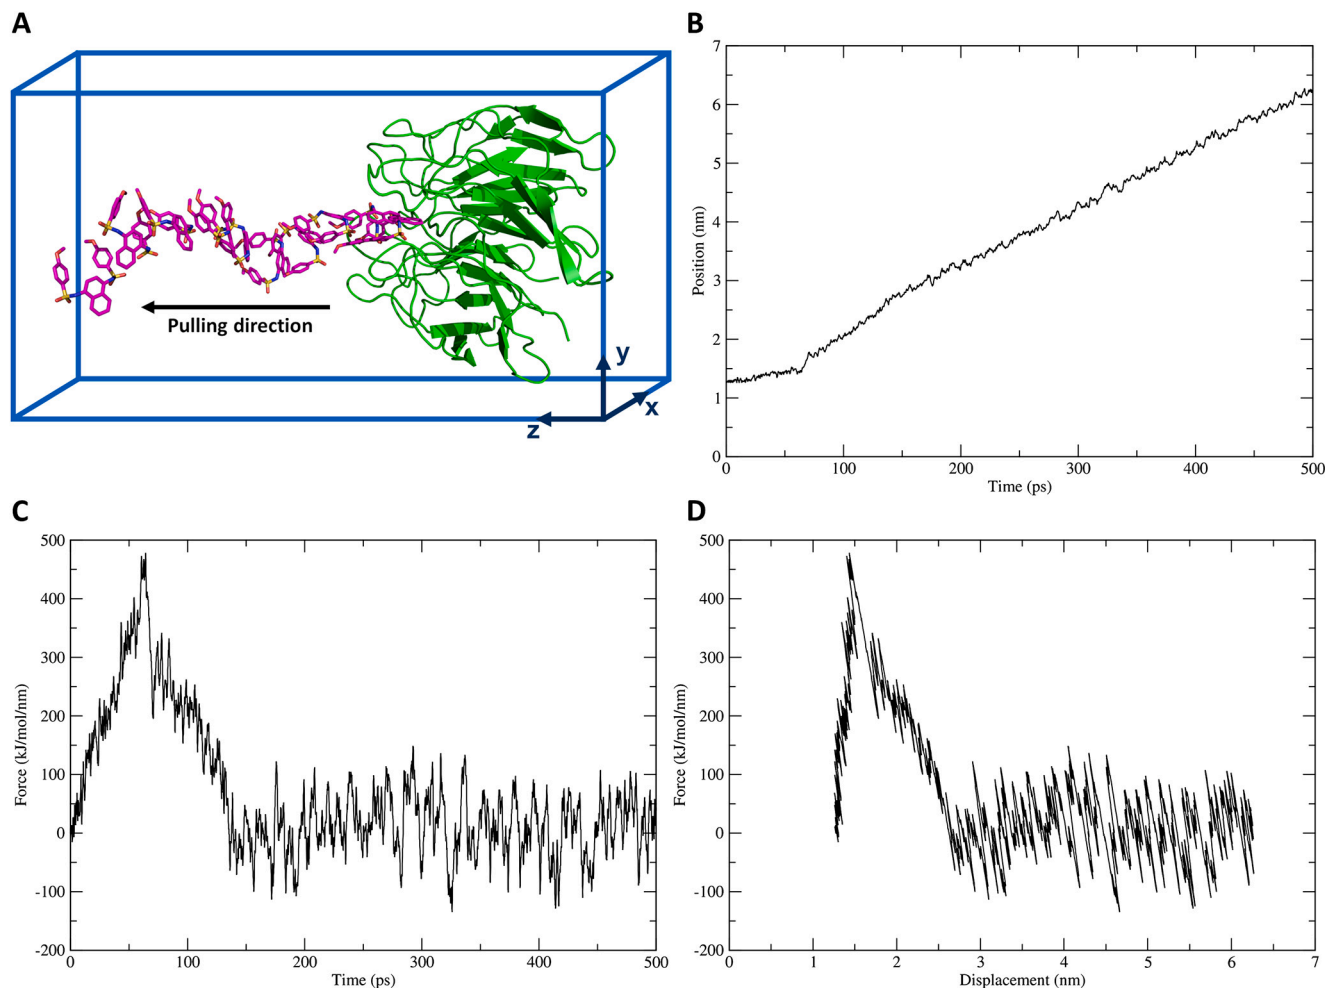 A
Pulling direction
y
x
z
B
7
6
5
4
3
2
1
0
Position (nm)
0 100 200 300 400 500
Time (ps)
C
500
400
300
200
100
0
-100
-200
Force (kJ/mol/nm)
0 100 200 300 400 500
Time (ps)
D
500
400
300
200
100
0
-100
-200
Force (kJ/mol/nm)
0 1 2 3 4 5 6 7
Displacement (nm)